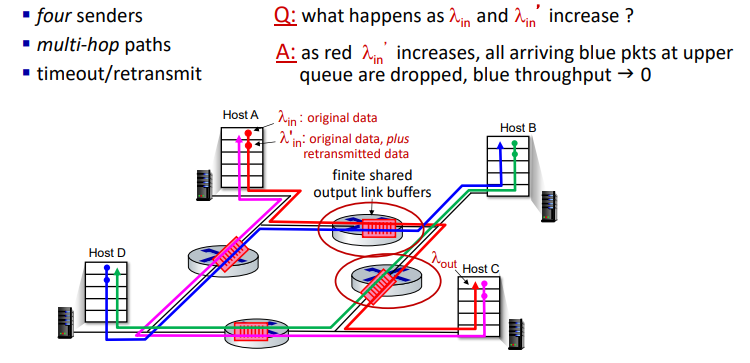 ▪ four senders
▪ multi-hop paths
▪ timeout/retransmit
Q: what happens as λin and λin' increase ?
A: as red λin' increases, all arriving blue pkts at upper
queue are dropped, blue throughput → 0
Host A
λin : original data
λ'in: original data, plus
retransmitted data
finite shared
output link buffers
Host B
Host D
λout
Host C